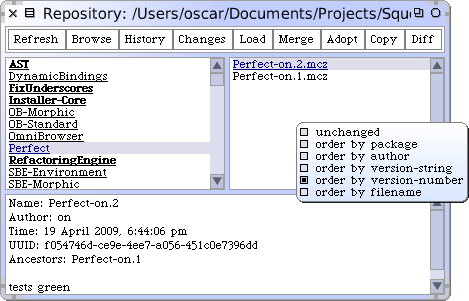 Repository: /Users/oscar/Documents/Projects/Sque
Refresh Browse History Changes Load Merge Adopt Copy Diff
AST
DynamicBindings
FixUnderscores
Installer-Core
OB-Morphic
OB-Standard
OmniBrowser
Perfect
RefactoringEngine
SBE-Environment
SBE-Morphic
Perfect-on.2.mcz
Perfect-on.1.mcz
unchanged
order by package
order by author
order by version-string
order by version-number
order by filename
Name: Perfect-on.2
Author: on
Time: 19 April 2009, 6:44:06 pm
UUID: f054746d-ce9e-4ee7-a056-451c0e7396dd
Ancestors: Perfect-on.1
tests green